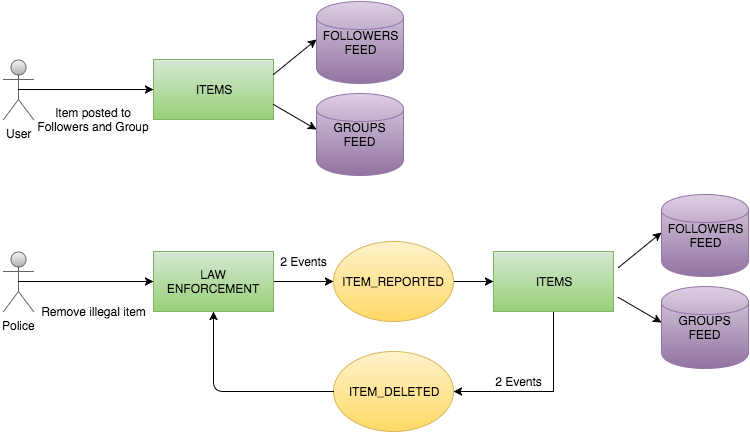 FOLLOWERS
FEED
ITEMS
Item posted to
Followers and Group
User
GROUPS
FEED
FOLLOWERS
FEED
LAW
ENFORCEMENT
2 Events
ITEM_REPORTED
ITEMS
Remove illegal item
Police
GROUPS
FEED
ITEM_DELETED
2 Events